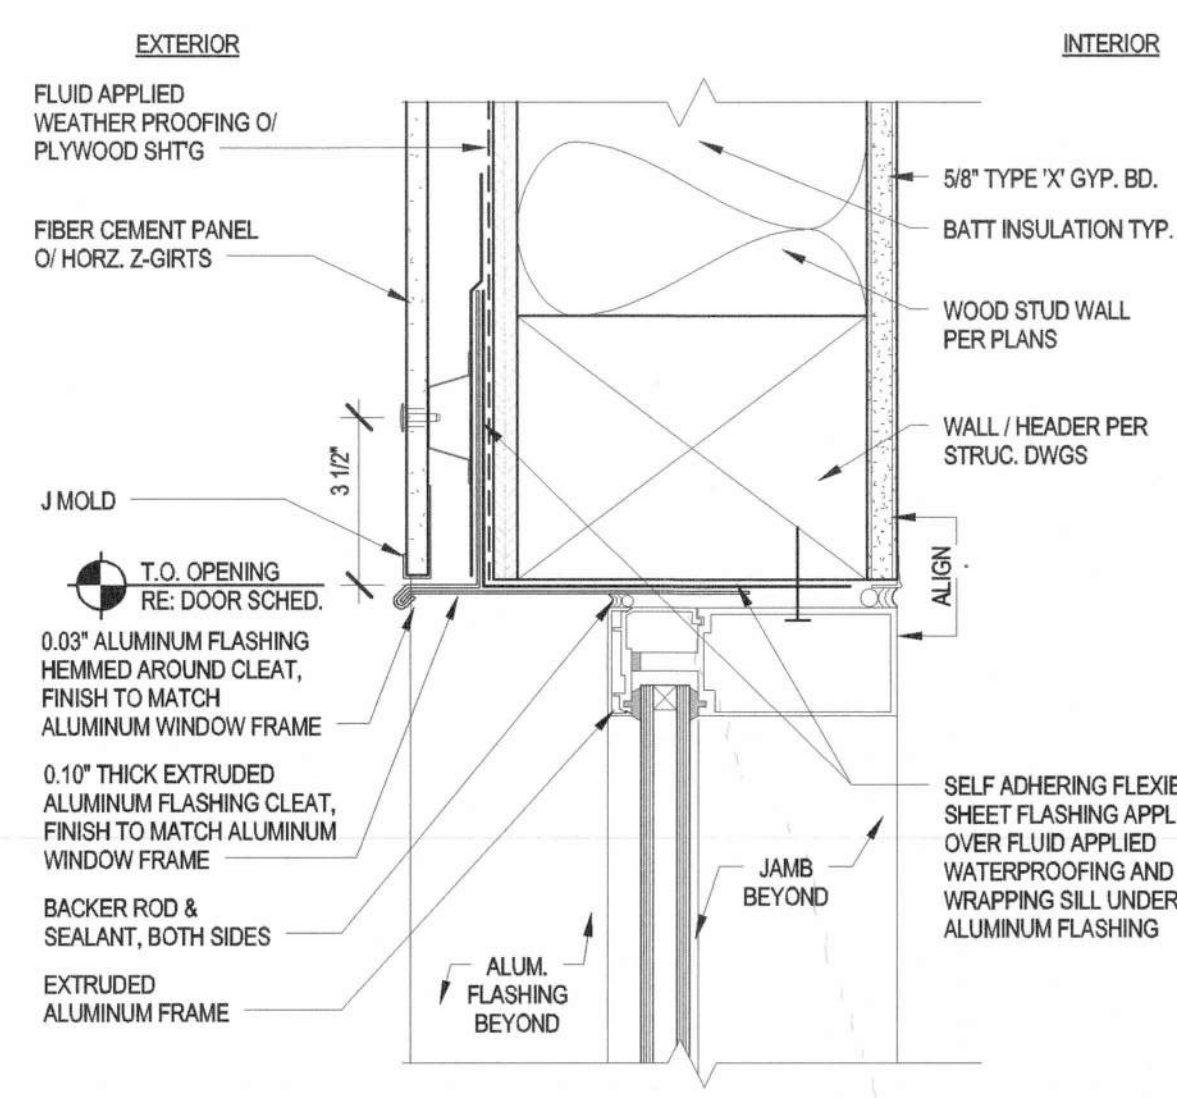 EXTERIOR
INTERIOR
FLUID APPLIED
WEATHER PROOFING O/
PLYWOOD SHT'G
FIBER CEMENT PANEL
O/ HORZ. Z-GIRTS
3 1/2"
J MOLD
T.O. OPENING
RE: DOOR SCHED.
0.03" ALUMINUM FLASHING
HEMMED AROUND CLEAT,
FINISH TO MATCH
ALUMINUM WINDOW FRAME
0.10" THICK EXTRUDED
ALUMINUM FLASHING CLEAT,
FINISH TO MATCH ALUMINUM
WINDOW FRAME
BACKER ROD &
SEALANT, BOTH SIDES
EXTRUDED
ALUMINUM FRAME
ALUM.
FLASHING
BEYOND
JAMB
BEYOND
5/8" TYPE 'X' GYP. BD.
BATT INSULATION TYP.
WOOD STUD WALL
PER PLANS
WALL / HEADER PER
STRUC. DWGS
ALIGN
SELF ADHERING
SHEET FLASHING
OVER FLUID APPLIED
WATERPROOFING AND
WRAPPING SILL UNDER
ALUMINUM FLASHING